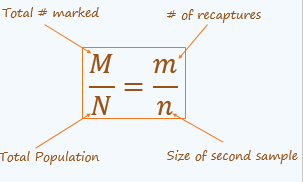 Total # marked
# of recaptures
M/N = m/n
Total Population
Size of second sample